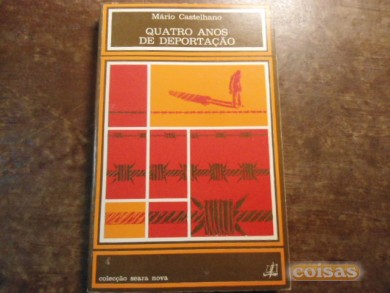 Mário Castelhano
QUATRO ANOS
DE DEPORTAÇÃO
colecção seara nova
coisas